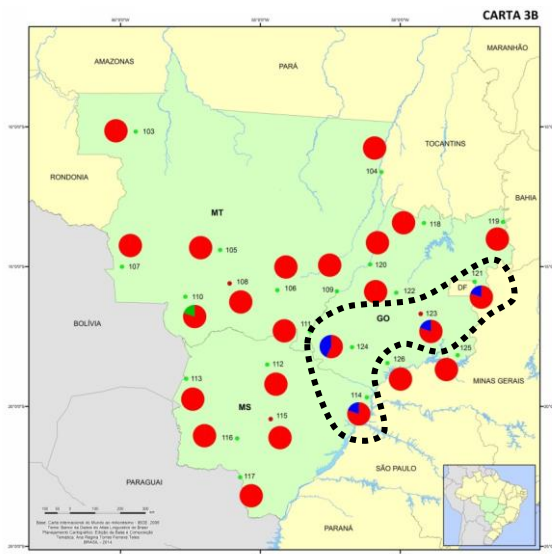 CARTA 3B
MARANHÃO
AMAZONAS
PARÁ
103
TOCANTINS
104
RONDONIA
BAHIA
MT
118
119
105
107
120
121
108
106
109
122
DF
110
GO
123
111
BOLÍVIA
124
125
112
126
113
MINAS GERAIS
114
MS
115
116
SÃO PAULO
117
PARAGUAI
PARANÁ
BRASIL - 2014